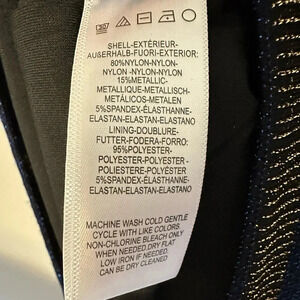 SHELL-EXTÉRIEUR-
AUßERHALB-FUORI-EXTERIOR:
80%NYLON-NYLON-
NYLON -NYLON-NYLON
15%METALLIC-
METALLIQUE-METALLISCH-
METÁLICOS-METALEN
5%SPANDEX-ÉLASTHANNE-
ELASTAN-ELASTAN-ELASTANO
LINING-DOUBLURE-
FUTTER-FODERA-FORRO:
95%POLYESTER-
POLYESTER-POLYESTER -
POLIESTERE-POLIÉSTER
5%SPANDEX-ÉLASTHANNE-
ELASTAN-ELASTAN-ELASTANO
MACHINE WASH COLD GENTLE
CYCLE WITH LIKE COLORS.
NON-CHLORINE BLEACH ONLY
WHEN NEEDED.DRY FLAT
LOW IRON IF NEEDED.
CAN BE DRY CLEANED